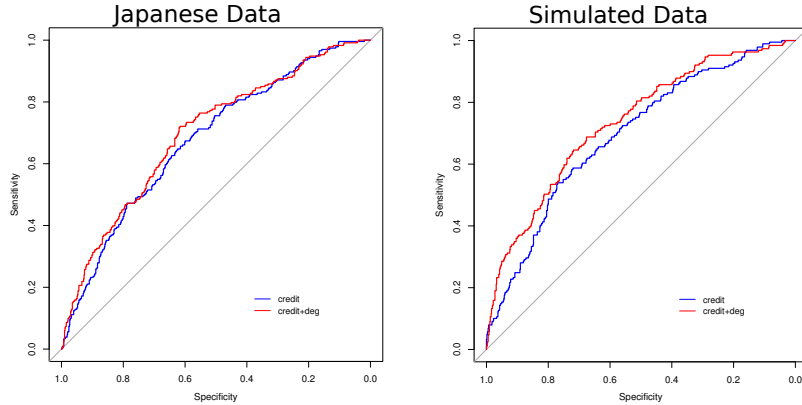 Japanese Data
Sensitivity
1.0
0.8
0.6
0.4
0.2
0.0
credit
credit+deg
1.0 0.8 0.6 0.4 0.2 0.0
Specificity
Simulated Data
Sensitivity
1.0
0.8
0.6
0.4
0.2
0.0
credit
credit+deg
1.0 0.8 0.6 0.4 0.2 0.0
Specificity